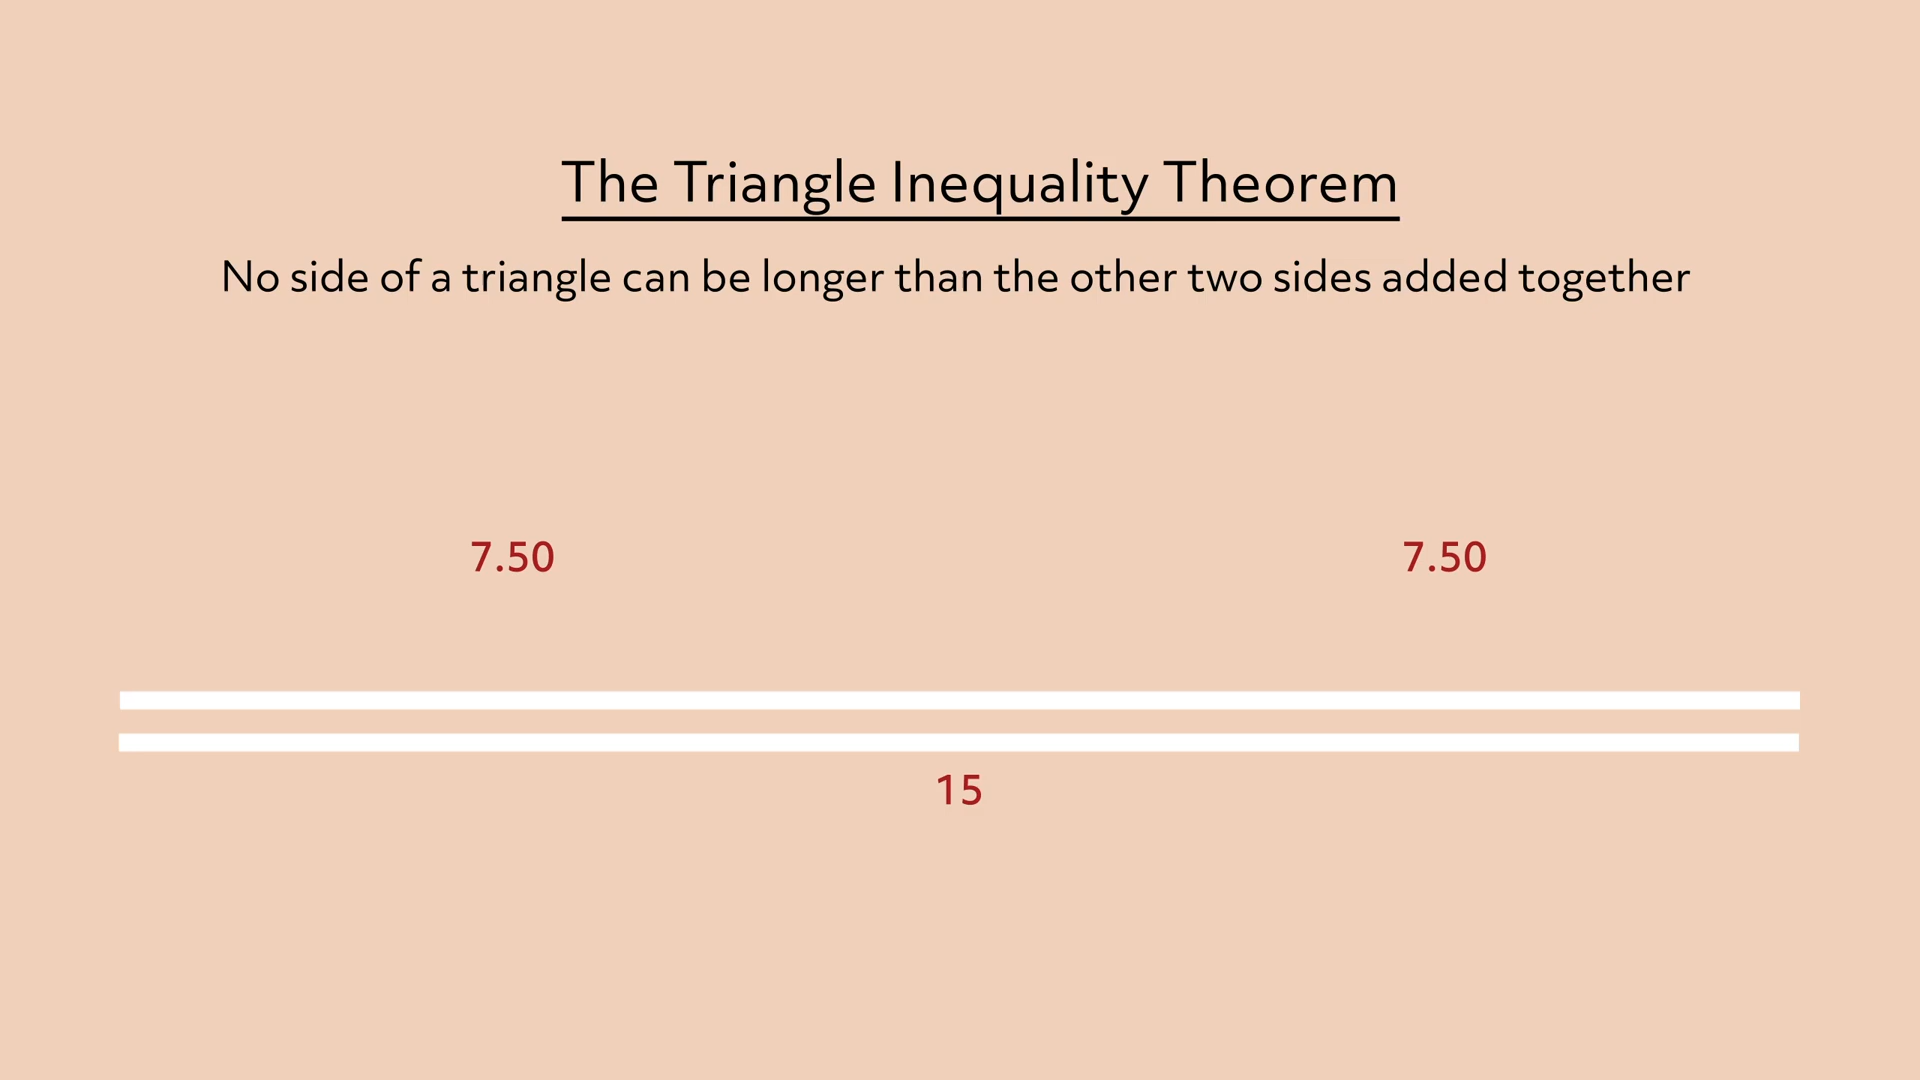 The Triangle Inequality Theorem
No side of a triangle can be longer than the other two sides added together
7.50 7.50
15